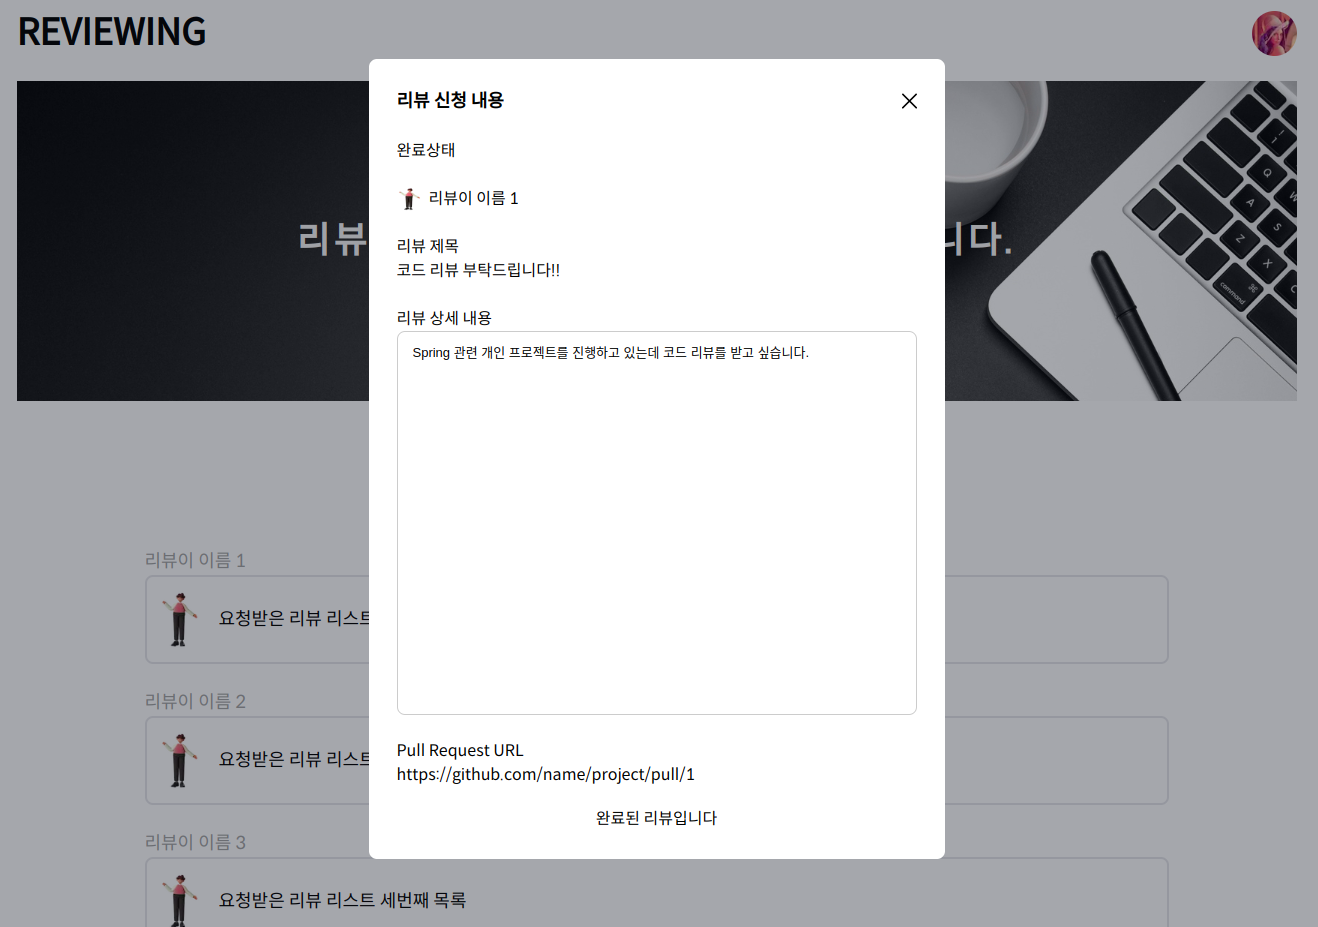 REVIEWING
리뷰 신청 내용
완료상태
리뷰이 이름 1
리뷰 제목
코드 리뷰 부탁드립니다!!
리뷰 상세 내용
Spring 관련 개인 프로젝트를 진행하고 있는데 코드 리뷰를 받고 싶습니다.
Pull Request URL
https://github.com/name/project/pull/1
완료된 리뷰입니다
리뷰 니다.
Q
A
S
Z
X
command
리뷰이 이름 1
요청받은 리뷰 리스트
리뷰이 이름 2
요청받은 리뷰 리스트
리뷰이 이름 3
요청받은 리뷰 리스트 세번째 목록